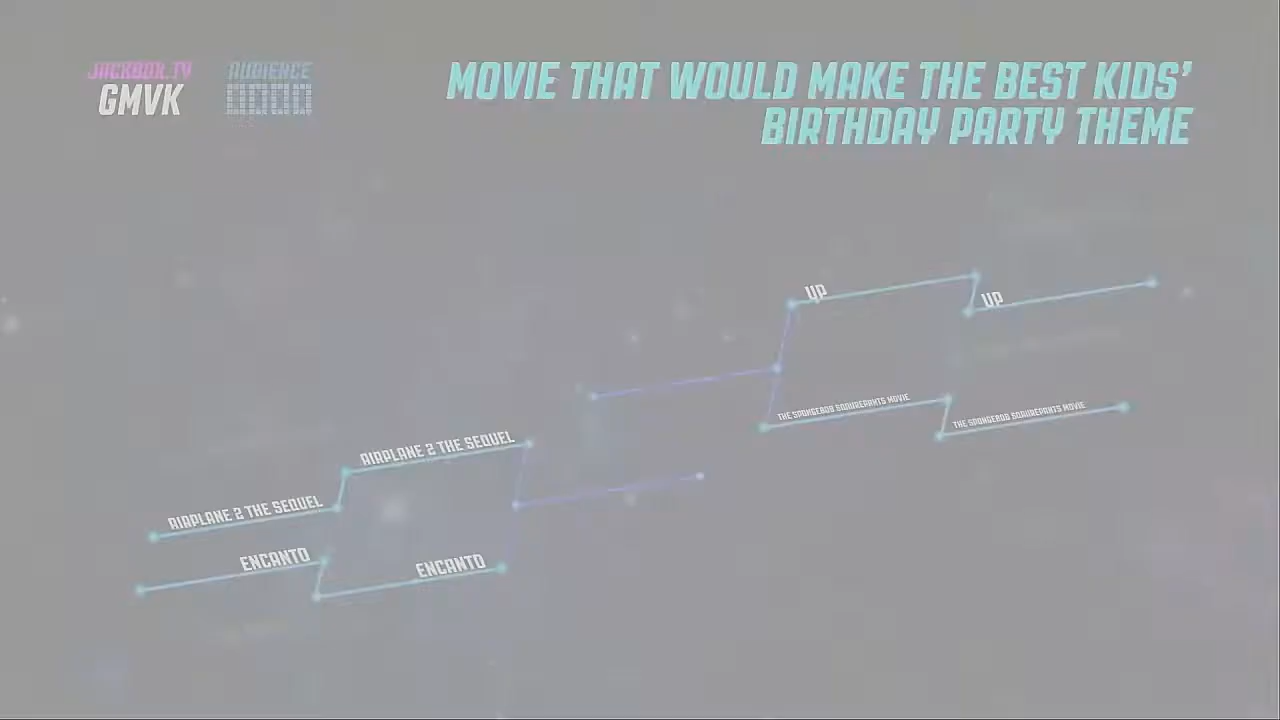 JACKBOX.TV
GMVK
AUDIENCE
MOVIE THAT WOULD MAKE THE BEST KIDS'
BIRTHDAY PARTY THEME
UP
UP
THE SPONGEBOB SQUAREPANTS MOVIE
THE SPONGEBOB SQUAREPANTS MOVIE
AIRPLANE 2 THE SEQUEL
AIRPLANE 2 THE SEQUEL
ENCANTO
ENCANTO